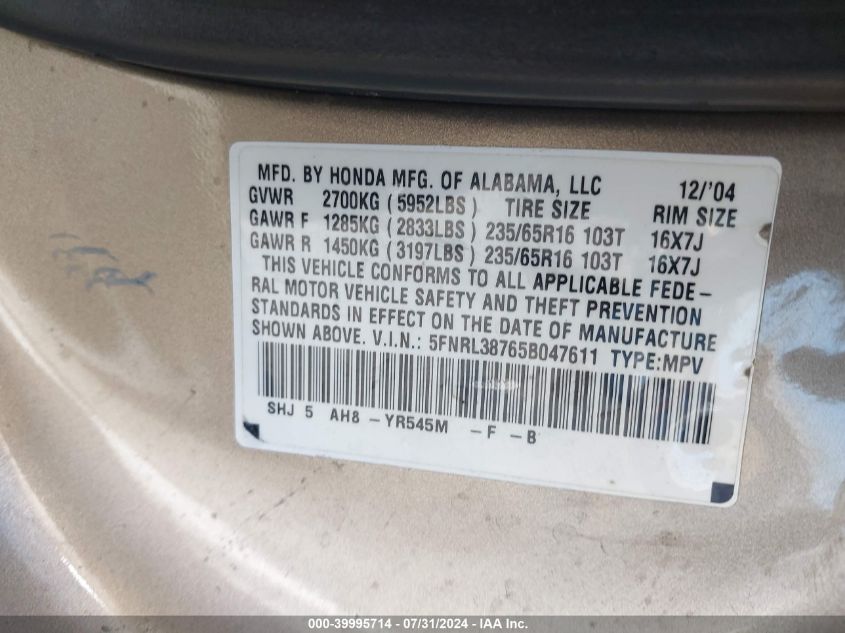 MFD. BY HONDA MFG. OF ALABAMA, LLC 12/'04
GVWR 2700KG (5952LBS) TIRE SIZE RIM SIZE
GAWR F 1285KG (2833LBS) 235/65R16 103T 16X7J
GAWR R 1450KG (3197LBS) 235/65R16 103T 16X7J
THIS VEHICLE CONFORMS TO ALL APPLICABLE FEDE-
RAL MOTOR VEHICLE SAFETY AND THEFT PREVENTION
STANDARDS IN EFFECT ON THE DATE OF MANUFACTURE
SHOWN ABOVE. V.I.N.: 5FNRL38765B047611 TYPE:MPV
SHJ 5 AH8 -YR545M -F -B
000-39995714 - 07/31/2024 - IAA Inc.